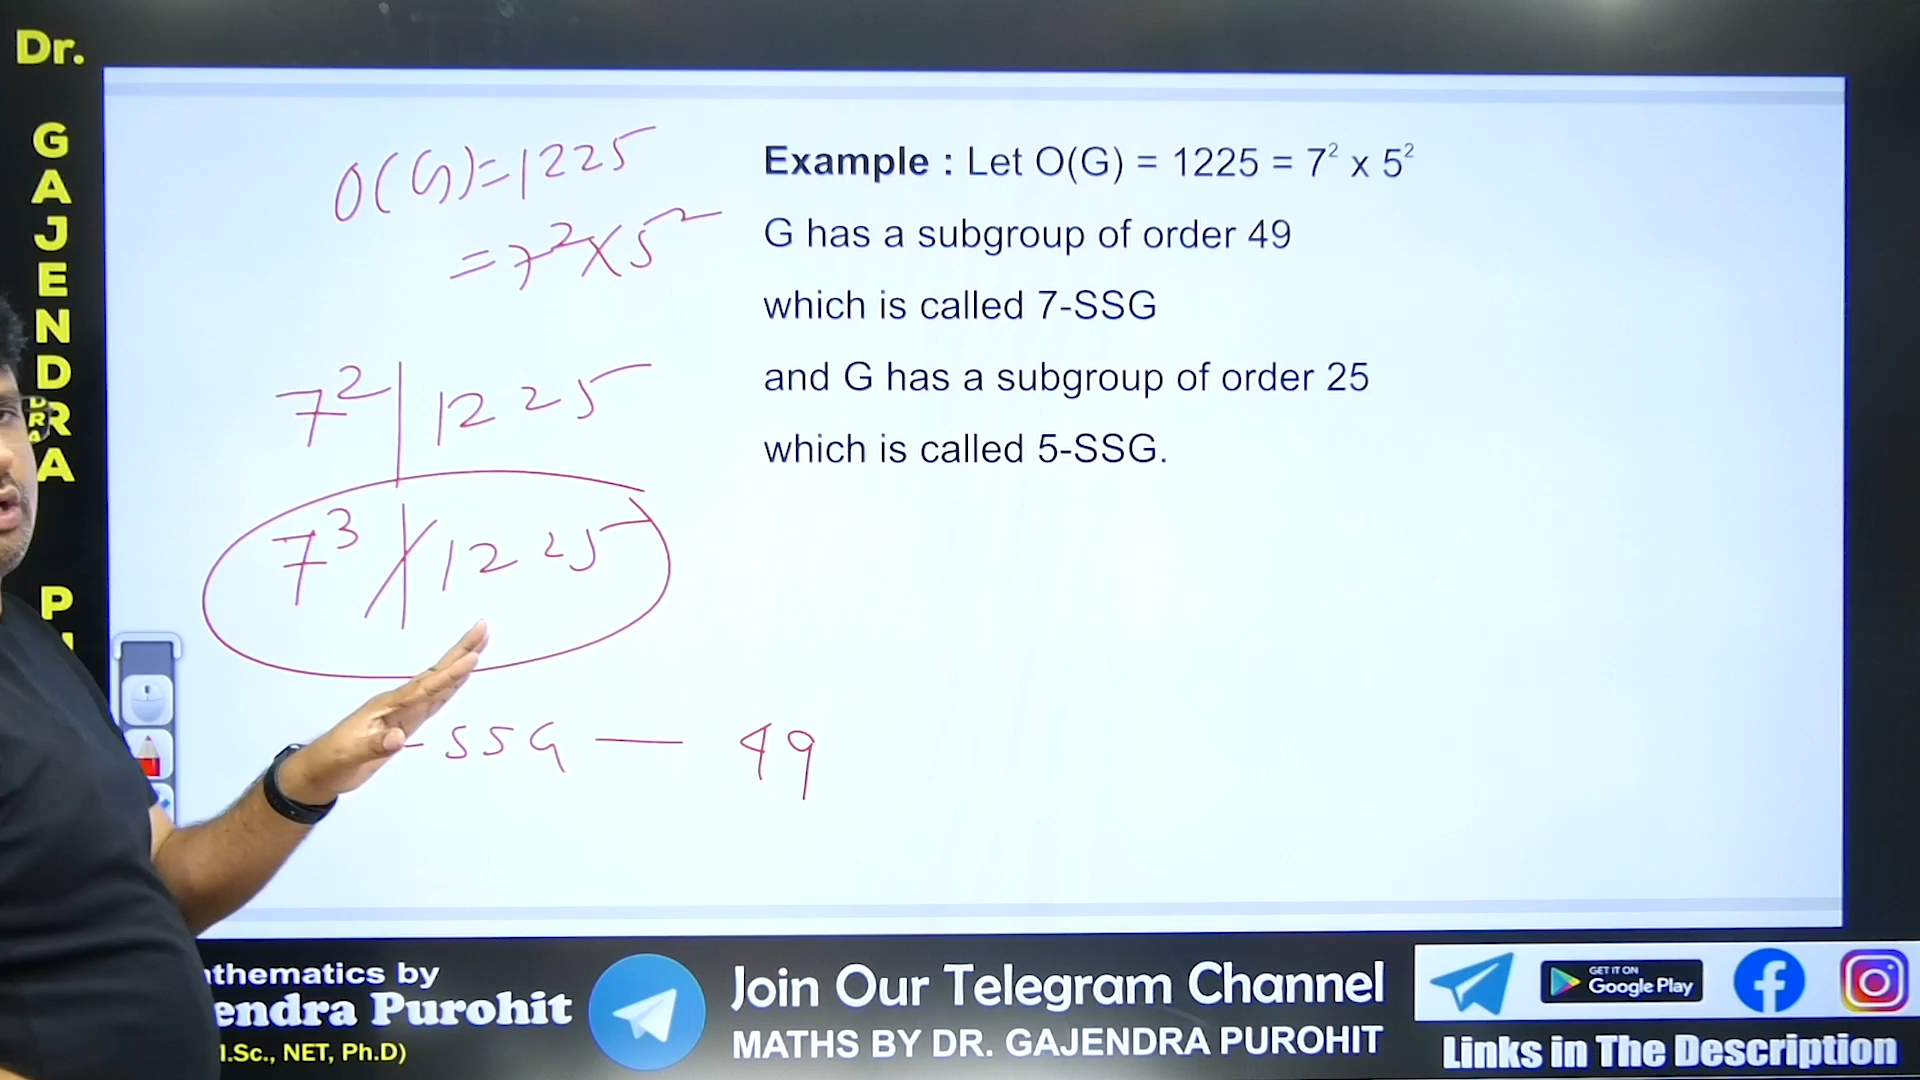 Dr.
GAJENDRA
O(G)=1225
=7²×5²
7² | 1225
7³ ∤ 1225
-SSG — 49
Example : Let O(G) = 1225 = 7² x 5²
G has a subgroup of order 49
which is called 7-SSG
and G has a subgroup of order 25
which is called 5-SSG.
thematics by
endra Purohit
.Sc., NET, Ph.D)
Join Our Telegram Channel
MATHS BY DR. GAJENDRA PUROHIT
GET IT ON
Google Play
Links in The Description